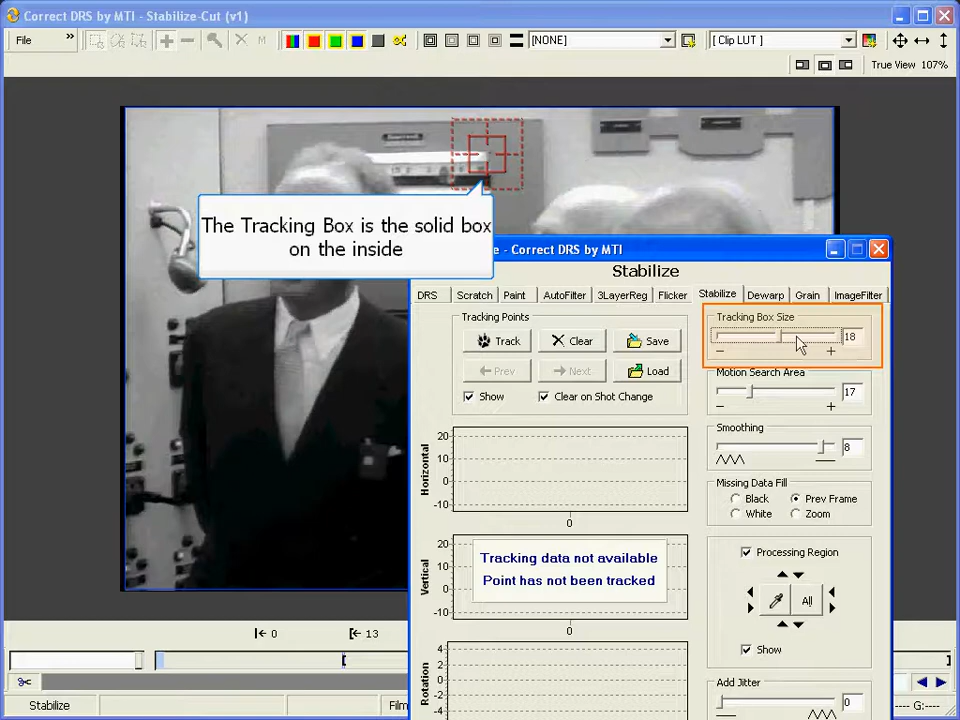 Correct DRS by MTI - Stabilize-Cut (v1)
File
»
M
[NONE]
[ Clip LUT ]
True View 107%
The Tracking Box is the solid box
on the inside
e - Correct DRS by MTI
Stabilize
DRS Scratch Paint AutoFilter 3LayerReg Flicker Stabilize Dewarp Grain ImageFilter
Tracking Points
Track Clear Save
Prev Next Load
Show Clear on Shot Change
Tracking Box Size
18
- +
Motion Search Area
17
- +
Smoothing
8
Missing Data Fill
Black Prev Frame
White Zoom
Processing Region
All
Show
Add Jitter
0
Horizontal
20
10
0
-10
0
Vertical
20
10
0
-10
0
Tracking data not available
Point has not been tracked
Rotation
4
2
0
-2
-4
0 13
Stabilize
Film
---- G:----